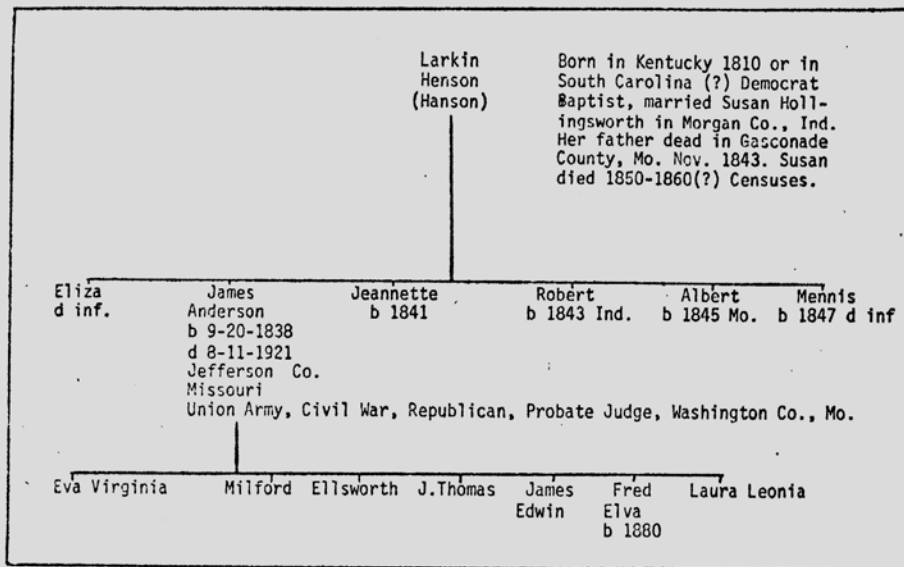 Larkin
Henson
(Hanson)
Born in Kentucky 1810 or in
South Carolina (?) Democrat
Baptist, married Susan Holl-
ingsworth in Morgan Co., Ind.
Her father dead in Gasconade
County, Mo. Nov. 1843. Susan
died 1850-1860(?) Censuses.
Eliza
d inf.
James
Anderson
b 9-20-1838
d 8-11-1921
Jefferson Co.
Missouri
Union Army, Civil War, Republican, Probate Judge, Washington Co., Mo.
Jeannette
b 1841
Robert
b 1843 Ind.
Albert
b 1845 Mo.
Mennis
b 1847 d inf
Eva Virginia
Milford
Ellsworth
J.Thomas
James
Edwin
Fred
Elva
b 1880
Laura Leonia